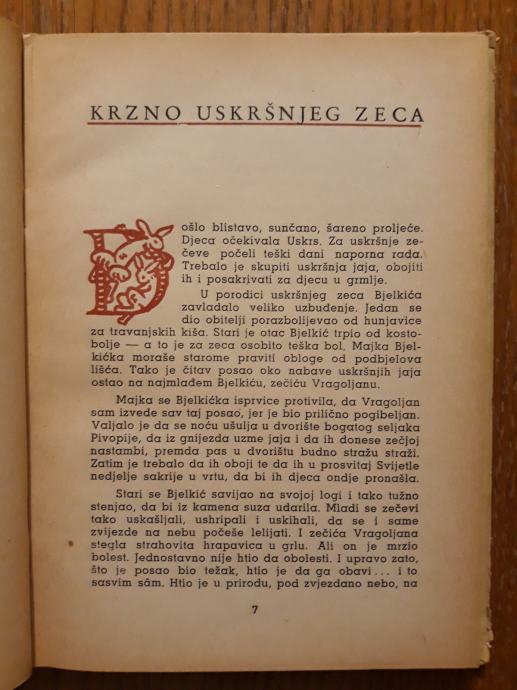 KRZNO USKRŠNJEG ZECA
Došlo blistavo, sunčano, šareno proljeće.
Djeca očekivala Uskrs. Za uskršnje ze-
čeve počeli teški dani naporna rada.
Trebalo je skupiti uskršnja jaja, obojiti
ih i posakrivati za djecu u grmlje.
U porodici uskršnjeg zeca Bjelkića
zavladalo veliko uzbuđenje. Jedan se
dio obitelji porazbolijevao od hunjavice
za travanjskih kiša. Stari je otac Bjelkić trpio od kosto-
bolje — a to je za zeca osobito teška bol. Majka Bjel-
kićka moraše starome praviti obloge od podbjelova
lišća. Tako je čitav posao oko nabave uskršnjih jaja
ostao na najmlađem Bjelkiću, zečiću Vragoljanu.
Majka se Bjelkićka isprvice protivila, da Vragoljan
sam izvede sav taj posao, jer je bio prilično pogibeljan.
Valjalo je da se noću ušulja u dvorište bogatog seljaka
Pivopije, da iz gnijezda uzme jaja i da ih donese zečjoj
nastambi, premda pas u dvorištu budno stražu straži.
Zatim je trebalo da ih oboji te da ih u prosvitaj Svijetle
nedjelje sakrije u vrtu, da bi ih djeca ondje pronašla.
Stari se Bjelkić savijao na svojoj logi i tako tužno
stenjao, da bi iz kamena suza udarila. Mladi se zečevi
tako uskašljali, ushripali i uskihali, da se i same
zvijezde na nebu počeše lelijati. I zečića Vragoljana
stegla strahovita hrapavica u grlu. Ali on je mrzio
bolest. Jednostavno nije htio da obolesti. I upravo zato,
što je posao bio težak, htio je da ga obavi... i to
sasvim sâm. Htio je u prirodu, pod zvjezdano nebo, na
7